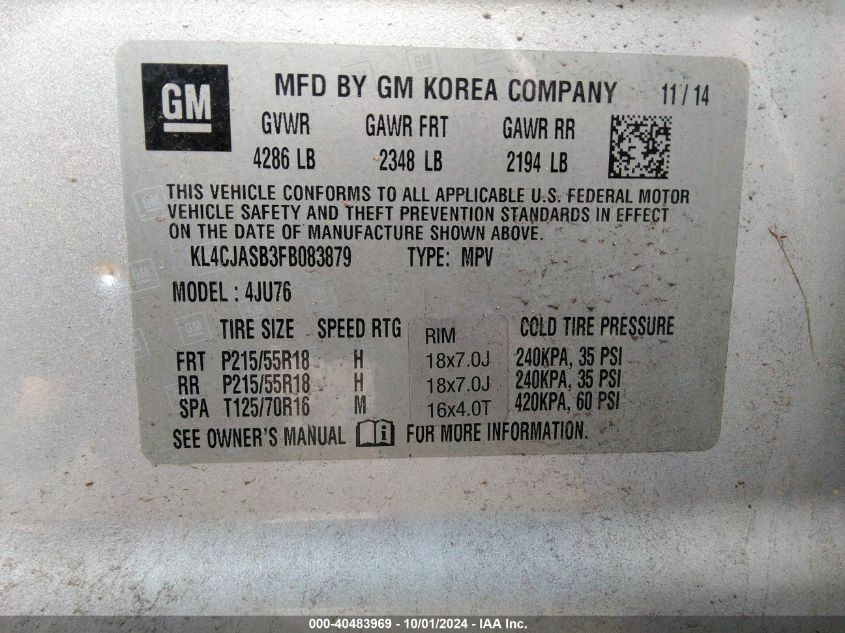 GM MFD BY GM KOREA COMPANY 11/14
GVWR GAWR FRT GAWR RR
4286 LB 2348 LB 2194 LB
THIS VEHICLE CONFORMS TO ALL APPLICABLE U.S. FEDERAL MOTOR
VEHICLE SAFETY AND THEFT PREVENTION STANDARDS IN EFFECT
ON THE DATE OF MANUFACTURE SHOWN ABOVE.
KL4CJASB3FB083879 TYPE: MPV
MODEL : 4JU76
TIRE SIZE SPEED RTG RIM COLD TIRE PRESSURE
FRT P215/55R18 H 18x7.0J 240KPA, 35 PSI
RR P215/55R18 H 18x7.0J 240KPA, 35 PSI
SPA T125/70R16 M 16x4.0T 420KPA, 60 PSI
SEE OWNER'S MANUAL FOR MORE INFORMATION.
000-40483969 - 10/01/2024 - IAA Inc.